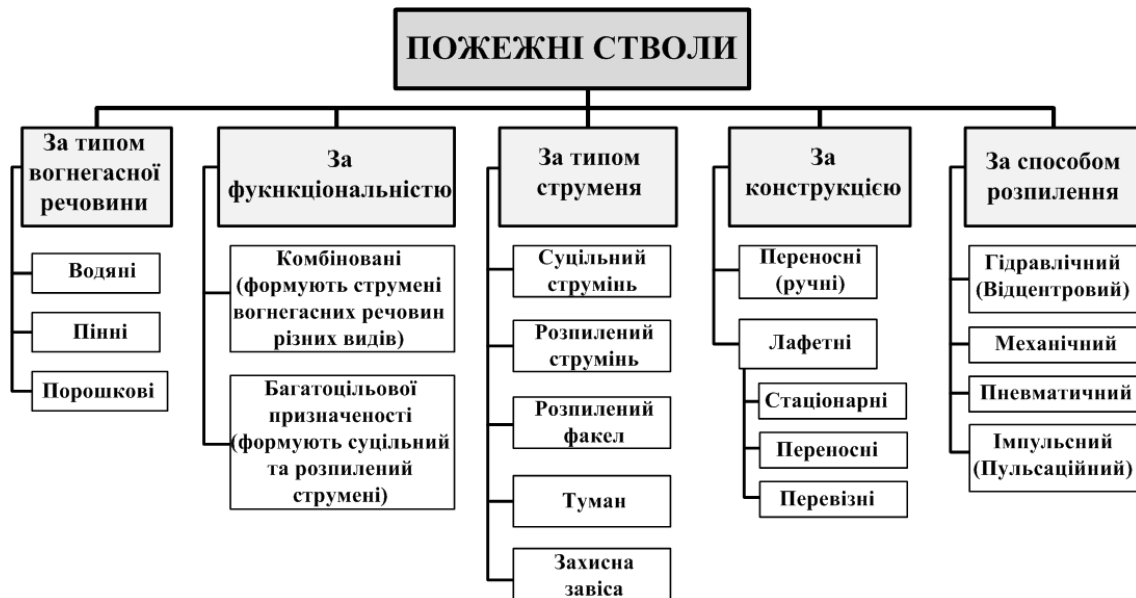 ПОЖЕЖНІ СТВОЛИ
За типом
вогнегасної
речовини
Водяні
Пінні
Порошкові
За
фукнкціональністю
Комбіновані
(формують струмені
вогнегасних речовин
різних видів)
Багатоцільової
призначеності
(формують суцільний
та розпилений
струмені)
За типом
струменя
Суцільний
струмінь
Розпилений
струмінь
Розпилений
факел
Туман
Захисна
завіса
За
конструкцією
Переносні
(ручні)
Лафетні
Стаціонарні
Переносні
Перевізні
За способом
розпилення
Гідравлічний
(Відцентровий)
Механічний
Пневматичний
Імпульсний
(Пульсаційний)